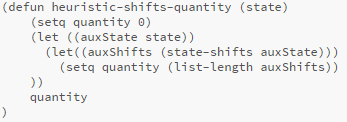 (defun heuristic-shifts-quantity (state)
    (setq quantity 0)
    (let ((auxState state))
      (let((auxShifts (state-shifts auxState)))
        (setq quantity (list-length auxShifts))
    ))
    quantity
)